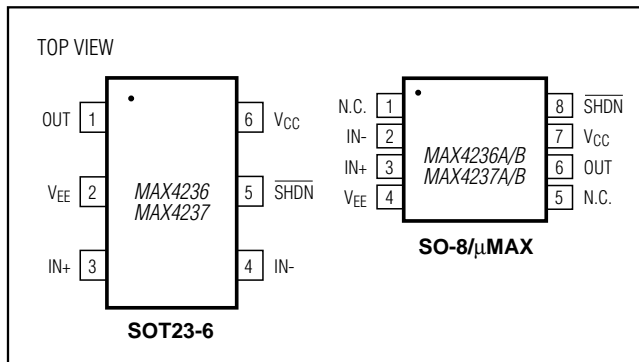 TOP VIEW
OUT 1
VEE 2
IN+ 3
6 VCC
5 SHDN
4 IN-
MAX4236
MAX4237
SOT23-6
N.C. 1
IN- 2
IN+ 3
VEE 4
8 SHDN
7 VCC
6 OUT
5 N.C.
MAX4236A/B
MAX4237A/B
SO-8/μMAX